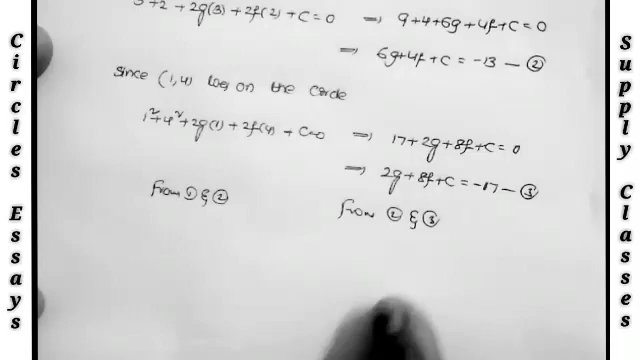 Circles Essays
3² + 2² + 2g(3) + 2f(2) + C = 0 ⟹ 9+4+6g+4f+C=0
⟹ 6g+4f+C = -13 — ②
Since (1,4) lies on the circle
1²+4²+2g(1)+2f(4)+C=0 ⟹ 17+2g+8f+C=0
⟹ 2g+8f+C = -17 — ③
from ① & ② from ② & ③
Supply Classes